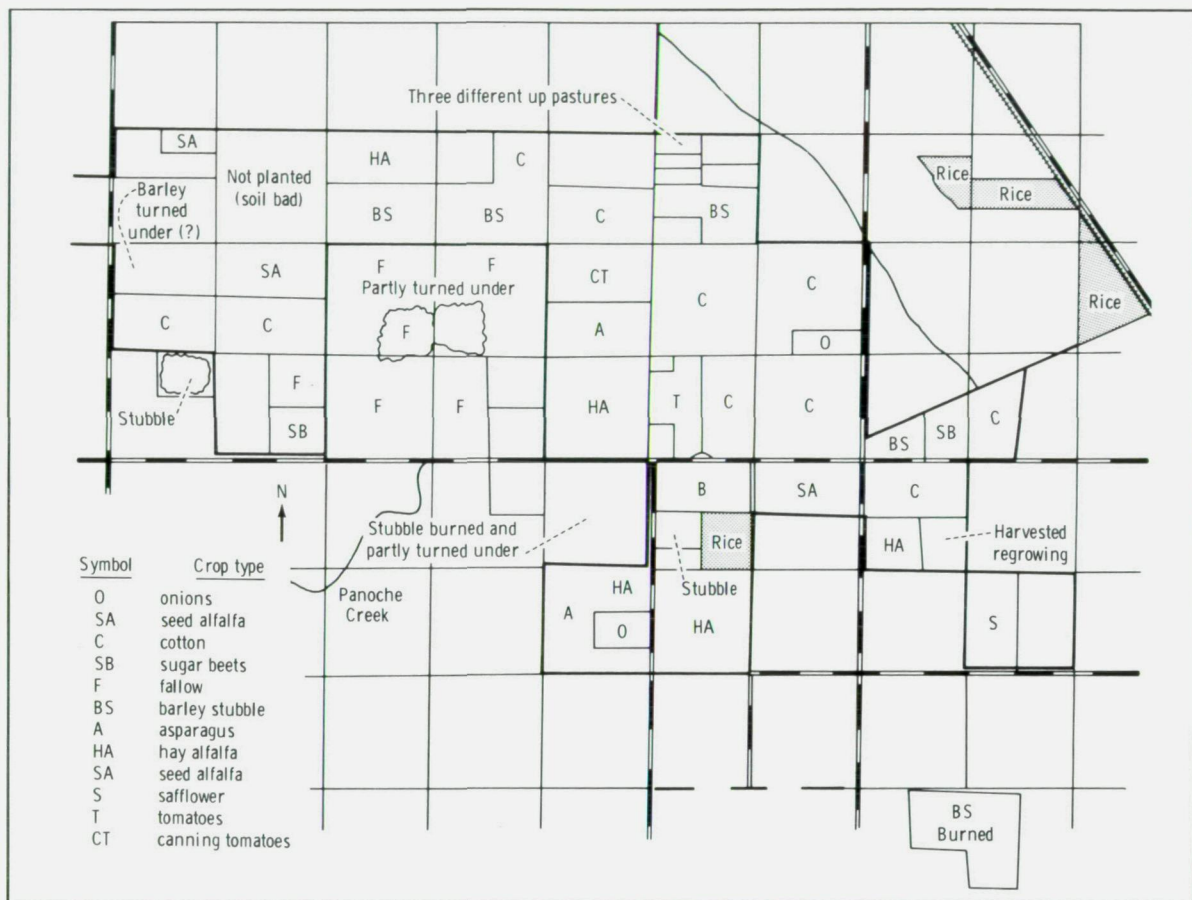 Three different up pastures
SA
HA
C
Rice
Rice
Not planted
(soil bad)
Barley
turned
under (?)
BS
BS
C
BS
SA
F
F
Partly turned under
CT
C
C
Rice
C
C
F
A
O
Stubble
F
SB
F
F
HA
T
C
C
BS
SB
C
N
B
SA
C
Stubble burned and
partly turned under
Rice
HA
Harvested
regrowing
Stubble
Panoche
Creek
HA
A
O
HA
S
Symbol Crop type
O onions
SA seed alfalfa
C cotton
SB sugar beets
F fallow
BS barley stubble
A asparagus
HA hay alfalfa
SA seed alfalfa
S safflower
T tomatoes
CT canning tomatoes
BS
Burned